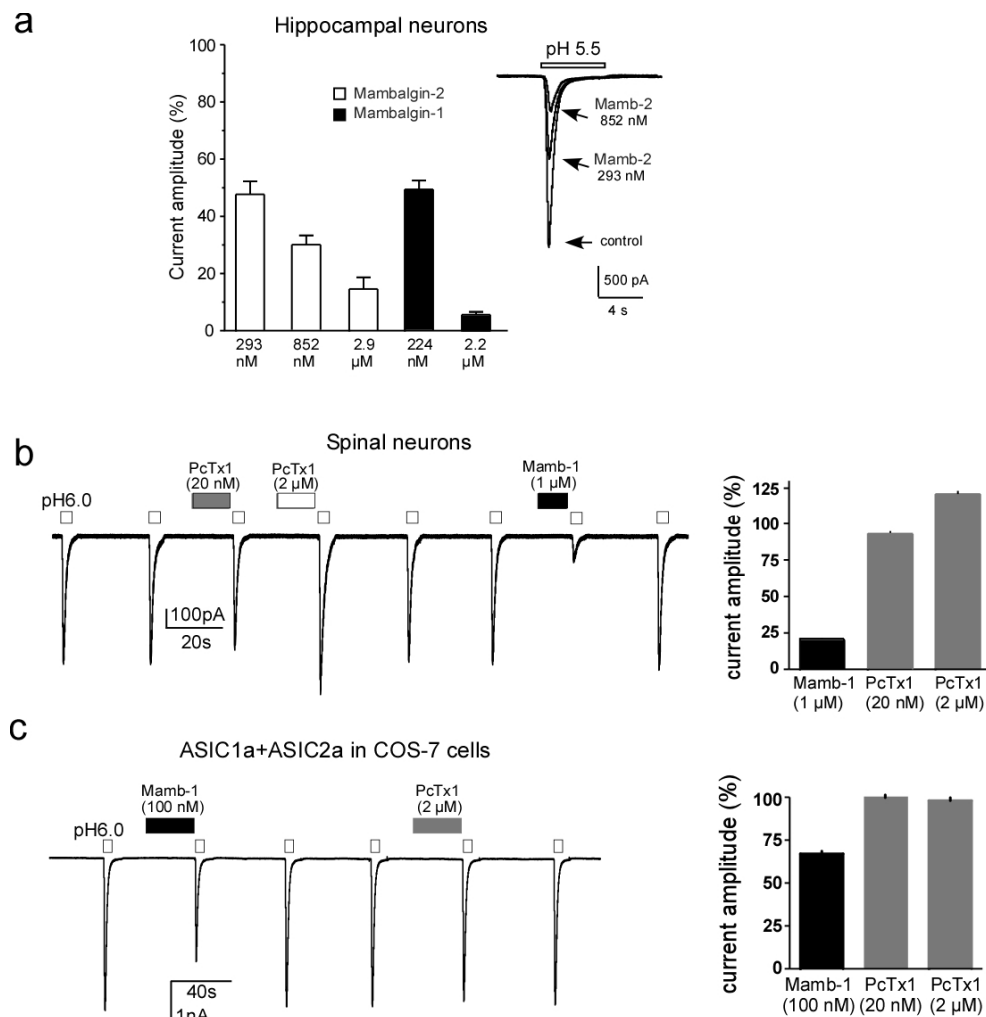 a
Hippocampal neurons
100
80
60
40
20
0
Current amplitude (%)
Mambalgin-2
Mambalgin-1
293
nM
852
nM
2.9
µM
224
nM
2.2
µM
pH 5.5
Mamb-2
852 nM
Mamb-2
293 nM
control
500 pA
4 s
b
Spinal neurons
pH6.0
PcTx1
(20 nM)
PcTx1
(2 µM)
Mamb-1
(1 µM)
100pA
20s
current amplitude (%)
125
100
75
50
25
0
Mamb-1
(1 µM)
PcTx1
(20 nM)
PcTx1
(2 µM)
c
ASIC1a+ASIC2a in COS-7 cells
pH6.0
Mamb-1
(100 nM)
PcTx1
(2 µM)
40s
1nA
current amplitude (%)
100
75
50
25
0
Mamb-1
(100 nM)
PcTx1
(20 nM)
PcTx1
(2 µM)